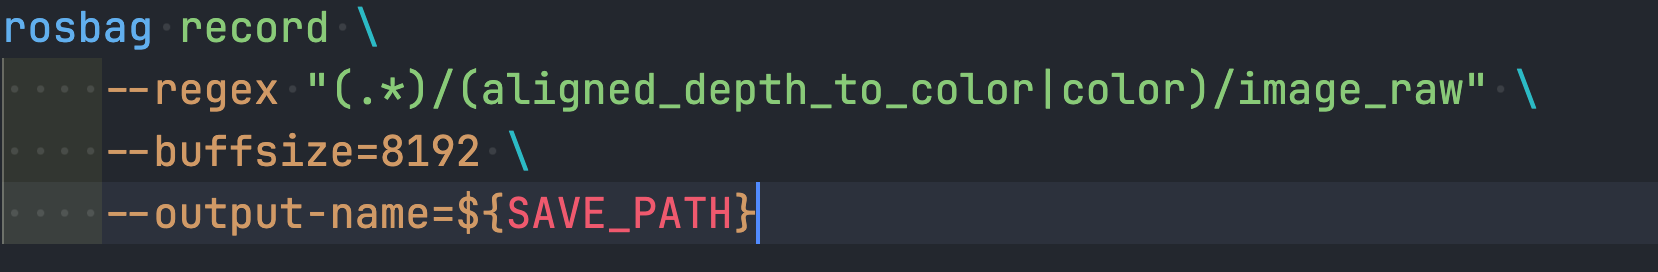 rosbag record \
    --regex "(.*)/(aligned_depth_to_color|color)/image_raw" \
    --buffsize=8192 \
    --output-name=${SAVE_PATH}